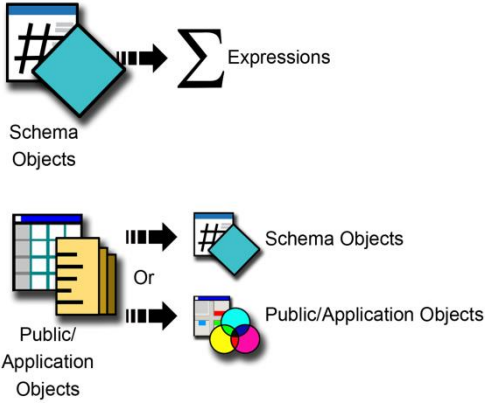 Expressions
Schema
Objects
Schema Objects
Or
Public/Application Objects
Public/
Application
Objects